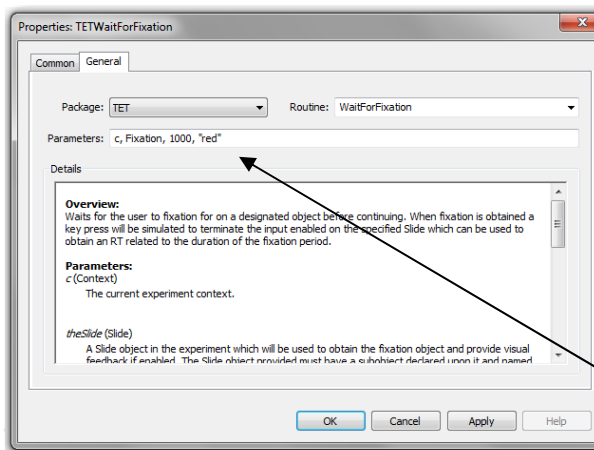 Properties: TETWaitForFixation
Common General
Package: TET Routine: WaitForFixation
Parameters: c, Fixation, 1000, "red"
Details
Overview:
Waits for the user to fixation for on a designated object before continuing. When fixation is obtained a
key press will be simulated to terminate the input enabled on the specified Slide which can be used to
obtain an RT related to the duration of the fixation period.
Parameters:
c (Context)
The current experiment context.
theSlide (Slide)
A Slide object in the experiment which will be used to obtain the fixation object and provide visual
feedback if enabled. The Slide object provided must have a subobject declared upon it and named
OK Cancel Apply Help